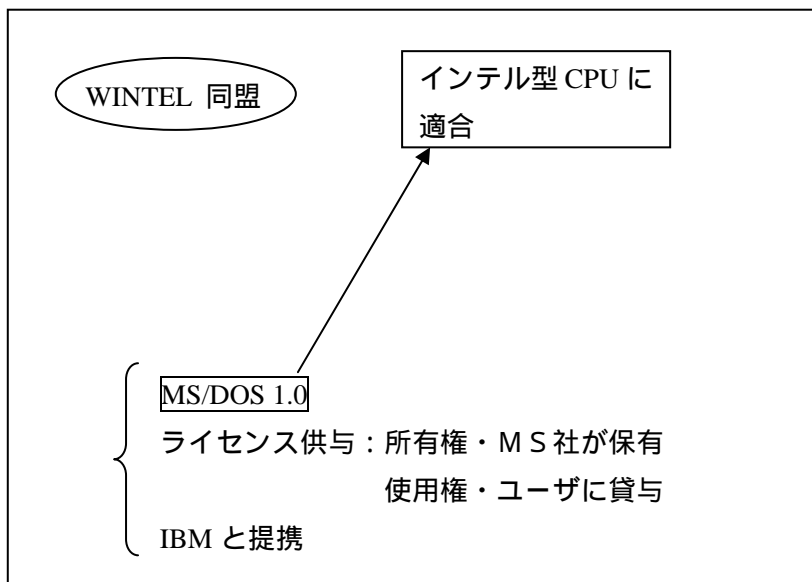 WINTEL 同盟
インテル型 CPU に
適合
MS/DOS 1.0
ライセンス供与：所有権・ＭＳ社が保有
使用権・ユーザに貸与
IBM と提携